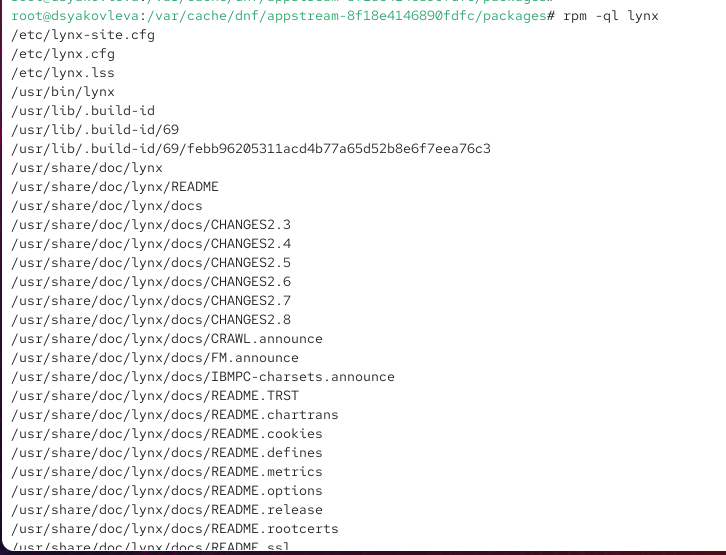 root@dsyakovleva:/var/cache/dnf/appstream-8f18e4146890fdfc/packages#
root@dsyakovleva:/var/cache/dnf/appstream-8f18e4146890fdfc/packages# rpm -ql lynx
/etc/lynx-site.cfg
/etc/lynx.cfg
/etc/lynx.lss
/usr/bin/lynx
/usr/lib/.build-id
/usr/lib/.build-id/69
/usr/lib/.build-id/69/febb96205311acd4b77a65d52b8e6f7eea76c3
/usr/share/doc/lynx
/usr/share/doc/lynx/README
/usr/share/doc/lynx/docs
/usr/share/doc/lynx/docs/CHANGES2.3
/usr/share/doc/lynx/docs/CHANGES2.4
/usr/share/doc/lynx/docs/CHANGES2.5
/usr/share/doc/lynx/docs/CHANGES2.6
/usr/share/doc/lynx/docs/CHANGES2.7
/usr/share/doc/lynx/docs/CHANGES2.8
/usr/share/doc/lynx/docs/CRAWL.announce
/usr/share/doc/lynx/docs/FM.announce
/usr/share/doc/lynx/docs/IBMPC-charsets.announce
/usr/share/doc/lynx/docs/README.TRST
/usr/share/doc/lynx/docs/README.chartrans
/usr/share/doc/lynx/docs/README.cookies
/usr/share/doc/lynx/docs/README.defines
/usr/share/doc/lynx/docs/README.metrics
/usr/share/doc/lynx/docs/README.options
/usr/share/doc/lynx/docs/README.release
/usr/share/doc/lynx/docs/README.rootcerts
/usr/share/doc/lynx/docs/README.ssl